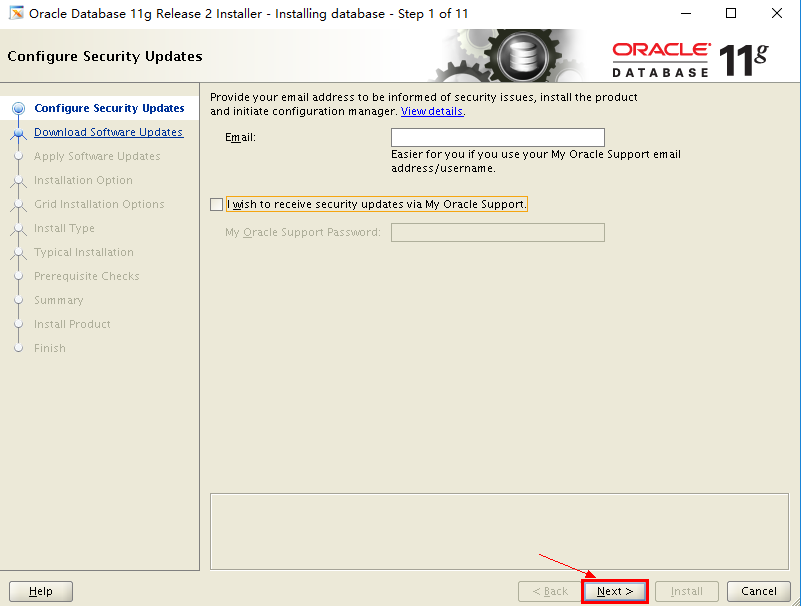 Oracle Database 11g Release 2 Installer - Installing database - Step 1 of 11
Configure Security Updates
ORACLE
DATABASE
11g
Configure Security Updates
Download Software Updates
Apply Software Updates
Installation Option
Grid Installation Options
Install Type
Typical Installation
Prerequisite Checks
Summary
Install Product
Finish
Provide your email address to be informed of security issues, install the product
and initiate configuration manager. View details.
Email:
Easier for you if you use your My Oracle Support email
address/username.
I wish to receive security updates via My Oracle Support.
My Oracle Support Password:
Help
< Back
Next >
Install
Cancel